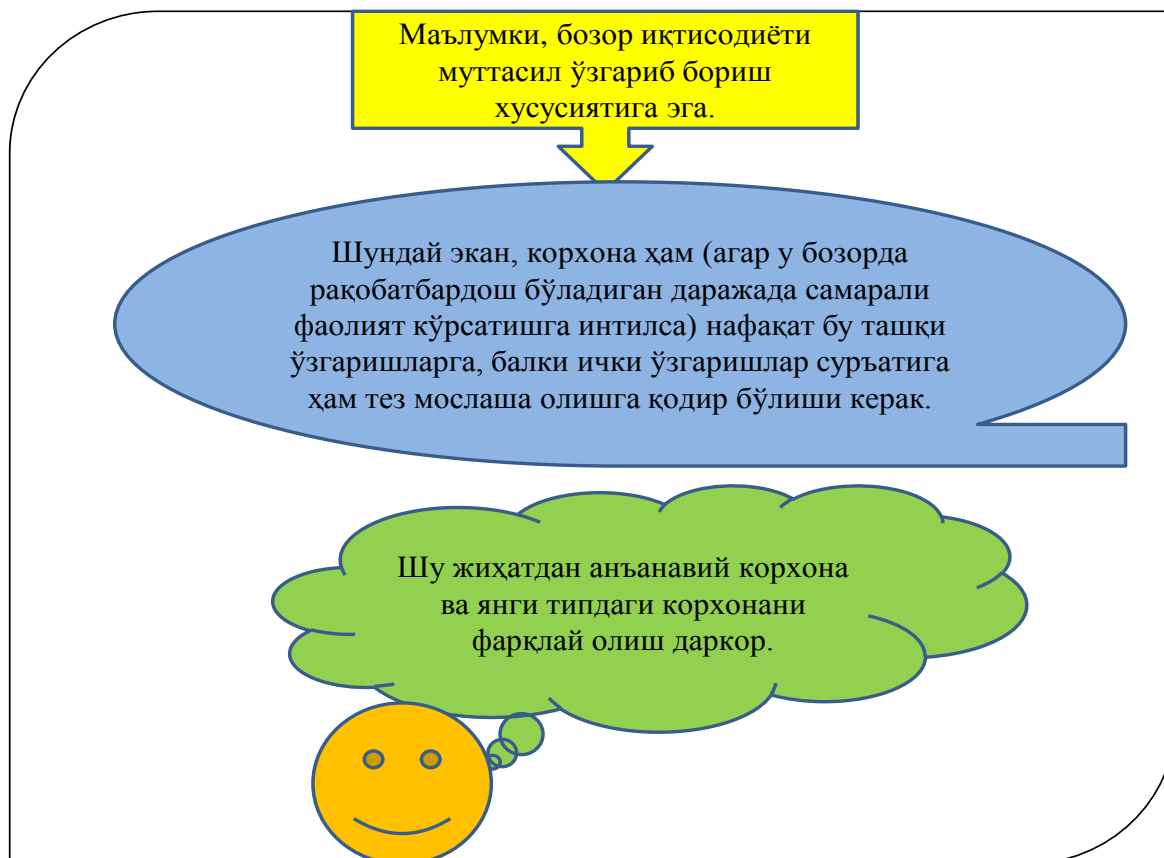 Маълумки, бозор иқтисодиёти
муттасил ўзгариб бориш
хусусиятига эга.
Шундай экан, корхона ҳам (агар у бозорда
рақобатбардош бўладиган даражада самарали
фаолият кўрсатишга интилса) нафақат бу ташқи
ўзгаришларга, балки ички ўзгаришлар суръатига
ҳам тез мослаша олишга қодир бўлиши керак.
Шу жиҳатдан анъанавий корхона
ва янги типдаги корхонани
фарқлай олиш даркор.